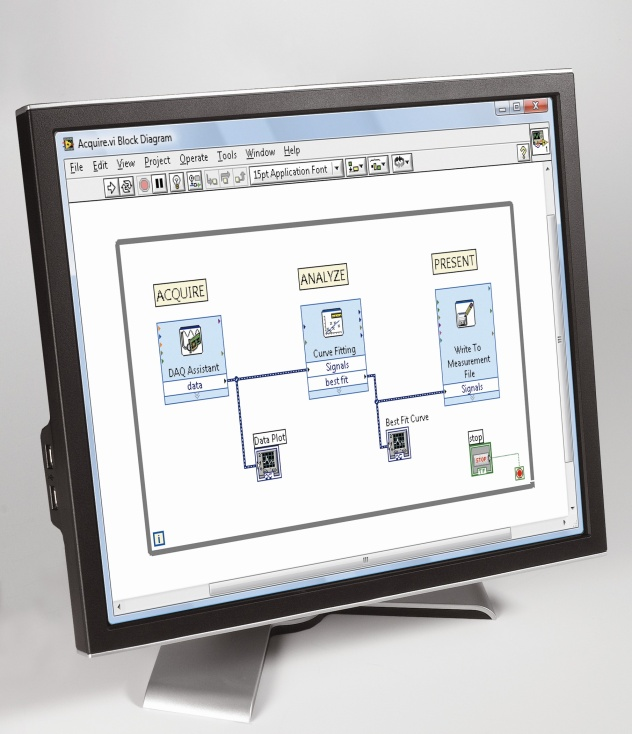 Acquire.vi Block Diagram
File Edit View Project Operate Tools Window Help
15pt Application Font
ACQUIRE
ANALYZE
PRESENT
DAQ Assistant
data
Curve Fitting
Signals
best fit
Write To
Measurement
File
Signals
Data Plot
Best Fit Curve
stop
STOP
TF
i